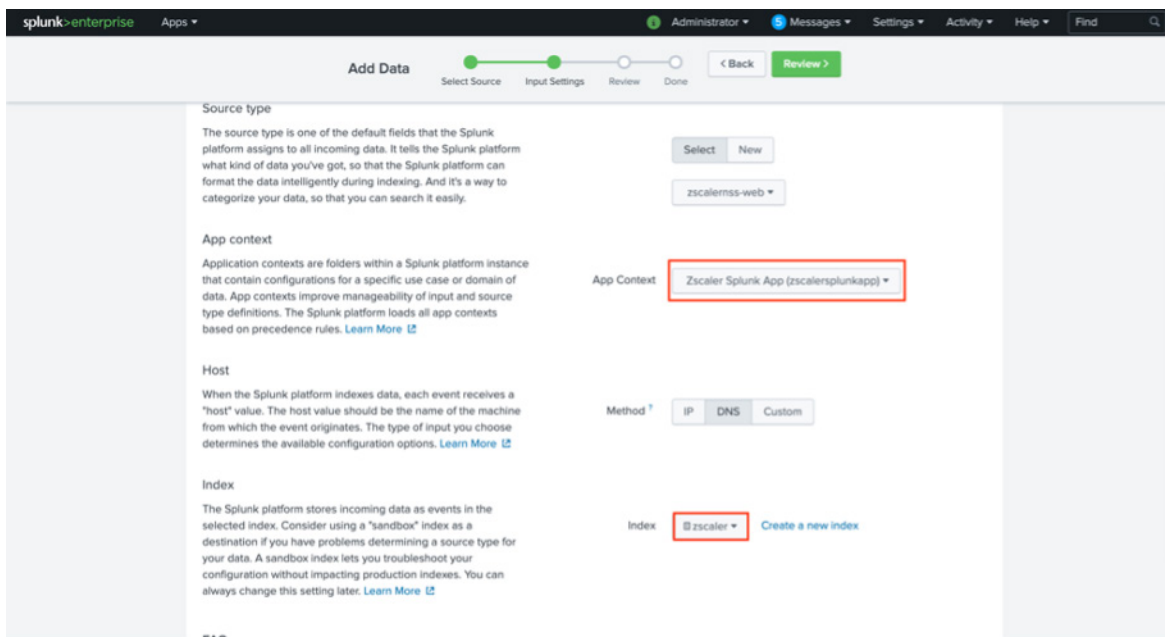 splunk>enterprise Apps Administrator 5 Messages Settings Activity Help Find
Add Data Select Source Input Settings Review Done < Back Review >
Source type
The source type is one of the default fields that the Splunk
platform assigns to all incoming data. It tells the Splunk platform
what kind of data you've got, so that the Splunk platform can
format the data intelligently during indexing. And it's a way to
categorize your data, so that you can search it easily.
Select New
zscalernss-web
App context
Application contexts are folders within a Splunk platform instance
that contain configurations for a specific use case or domain of
data. App contexts improve manageability of input and source
type definitions. The Splunk platform loads all app contexts
based on precedence rules. Learn More
App Context Zscaler Splunk App (zscalersplunkapp)
Host
When the Splunk platform indexes data, each event receives a
"host" value. The host value should be the name of the machine
from which the event originates. The type of input you choose
determines the available configuration options. Learn More
Method ? IP DNS Custom
Index
The Splunk platform stores incoming data as events in the
selected index. Consider using a "sandbox" index as a
destination if you have problems determining a source type for
your data. A sandbox index lets you troubleshoot your
configuration without impacting production indexes. You can
always change this setting later. Learn More
Index zscaler Create a new index